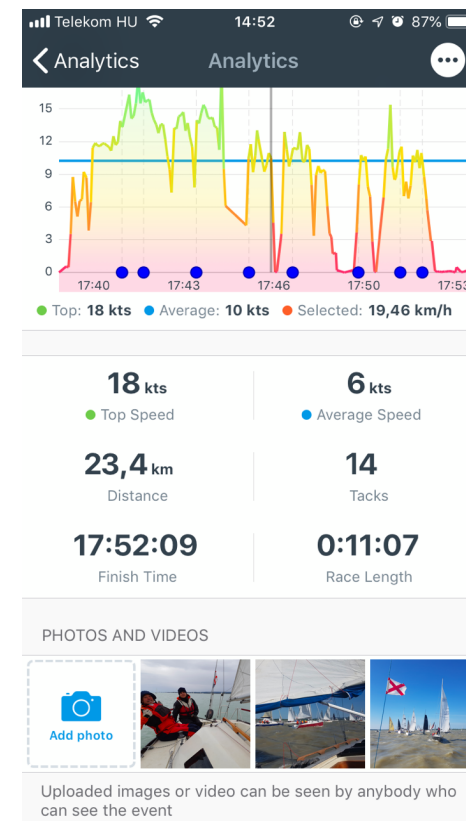 Telekom HU 14:52 87%
Analytics Analytics
15
12
9
6
3
0
17:40 17:43 17:46 17:50 17:53
Top: 18 kts Average: 10 kts Selected: 19,46 km/h
18 kts 6 kts
Top Speed Average Speed
23,4 km 14
Distance Tacks
17:52:09 0:11:07
Finish Time Race Length
PHOTOS AND VIDEOS
Add photo
Uploaded images or video can be seen by anybody who
can see the event